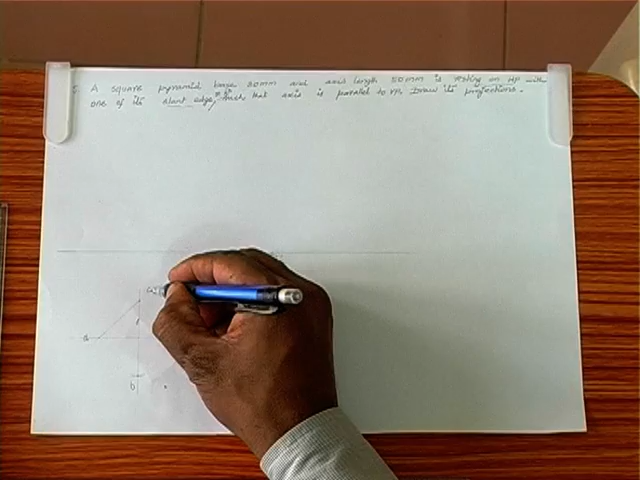 5. A square pyramid base 30mm and axis length 50mm is resting on HP with
one of its slant edge, such that axis is parallel to VP. Draw its projections.
a
b